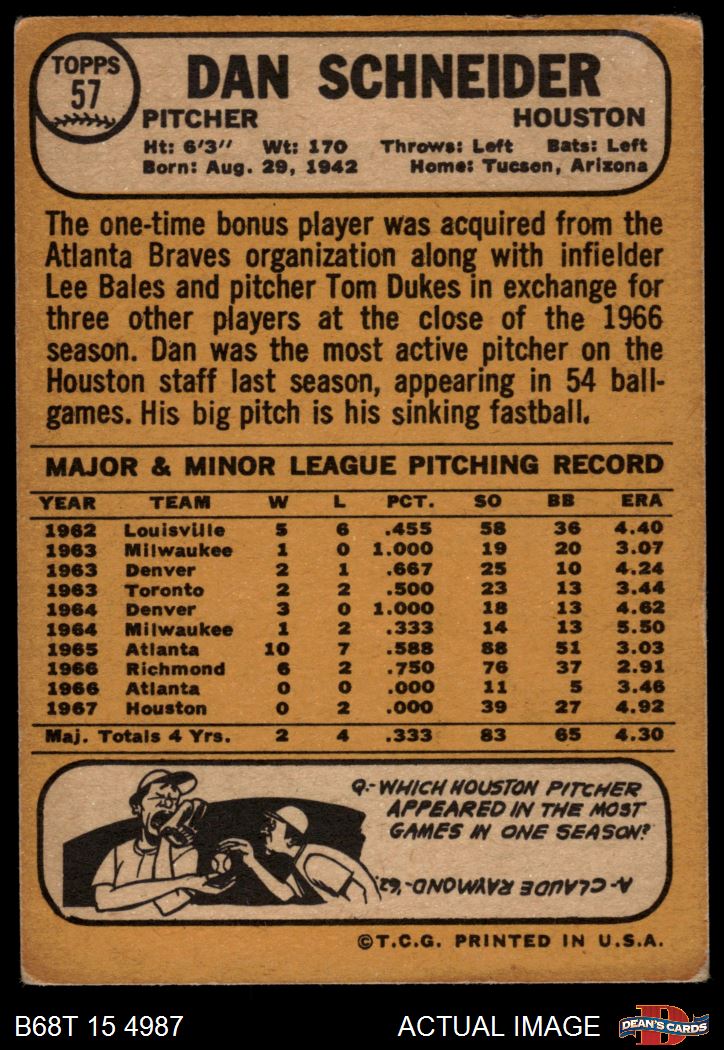 TOPPS
57
DAN SCHNEIDER
PITCHER HOUSTON
Ht: 6'3" Wt: 170 Throws: Left Bats: Left
Born: Aug. 29, 1942 Home: Tucson, Arizona
The one-time bonus player was acquired from the
Atlanta Braves organization along with infielder
Lee Bales and pitcher Tom Dukes in exchange for
three other players at the close of the 1966
season. Dan was the most active pitcher on the
Houston staff last season, appearing in 54 ball-
games. His big pitch is his sinking fastball.
MAJOR & MINOR LEAGUE PITCHING RECORD
YEAR TEAM W L PCT. SO BB ERA
1962 Louisville 5 6 .455 58 36 4.40
1963 Milwaukee 1 0 1.000 19 20 3.07
1963 Denver 2 1 .667 25 10 4.24
1963 Toronto 2 2 .500 23 13 3.44
1964 Denver 3 0 1.000 18 13 4.62
1964 Milwaukee 1 2 .333 14 13 5.50
1965 Atlanta 10 7 .588 88 51 3.03
1966 Richmond 6 2 .750 76 37 2.91
1966 Atlanta 0 0 .000 11 5 3.46
1967 Houston 0 2 .000 39 27 4.92
Maj. Totals 4 Yrs. 2 4 .333 83 65 4.30
Q.-WHICH HOUSTON PITCHER
APPEARED IN THE MOST
GAMES IN ONE SEASON?
A-CLAUDE RAYMOND-'62.
©T.C.G. PRINTED IN U.S.A.
B68T 15 4987 ACTUAL IMAGE
D
DEAN'S CARDS